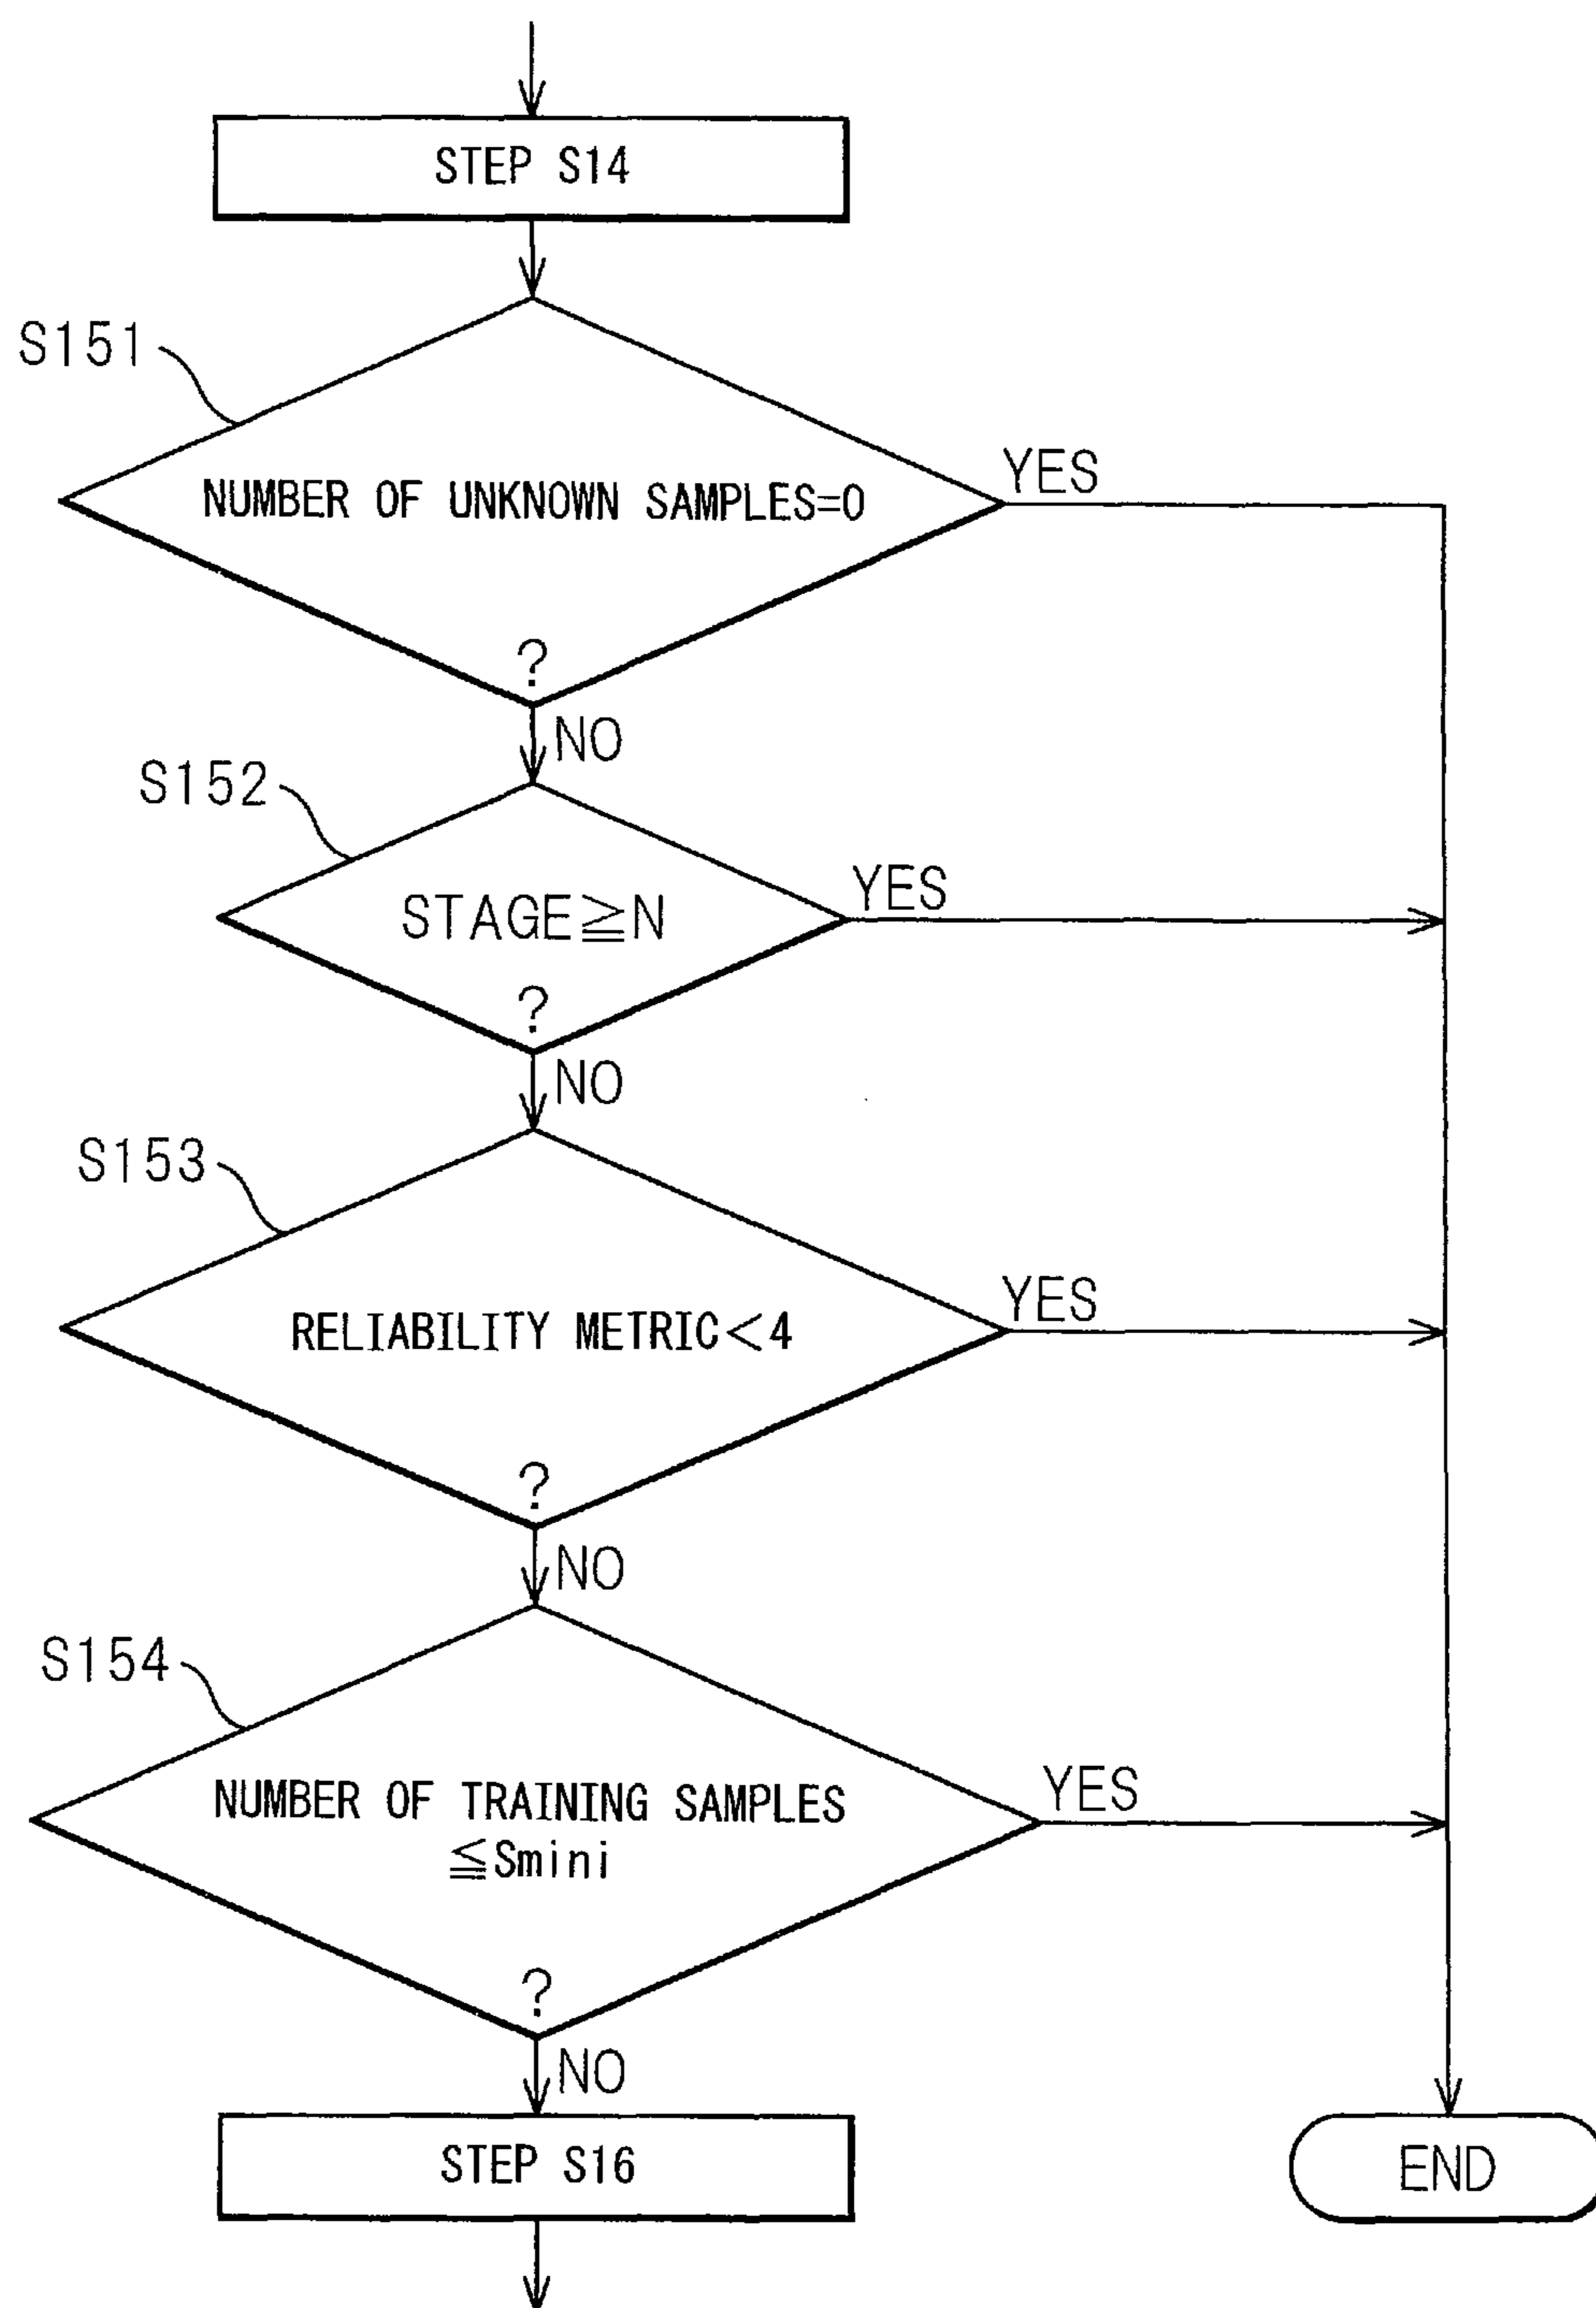 STEP S14
S151
NUMBER OF UNKNOWN SAMPLES=0
YES
?
NO
S152
STAGE≧N
YES
?
NO
S153
RELIABILITY METRIC<4
YES
?
NO
S154
NUMBER OF TRAINING SAMPLES
≦Smini
YES
?
NO
STEP S16
END